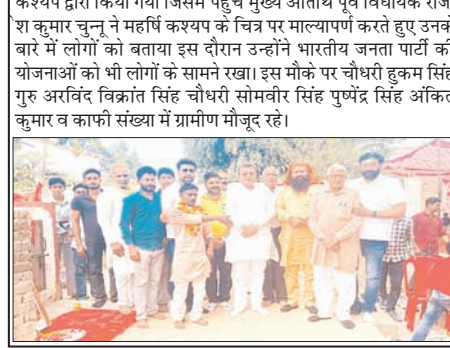 कश्यप द्वारा किया गया जिसमें पहुंचे मुख्य अतिथि पूर्व विधायक राज
ेश कुमार चुन्नू ने महर्षि कश्यप के चित्र पर माल्यापर्ण करते हुए उनके
बारे में लोगों को बताया इस दौरान उन्होंने भारतीय जनता पार्टी की
योजनाओं को भी लोगों के सामने रखा। इस मौके पर चौधरी हुकम सिंह
गुरु अरविंद विक्रांत सिंह चौधरी सोमवीर सिंह पुष्पेंद्र सिंह अंकित
कुमार व काफी संख्या में ग्रामीण मौजूद रहे।